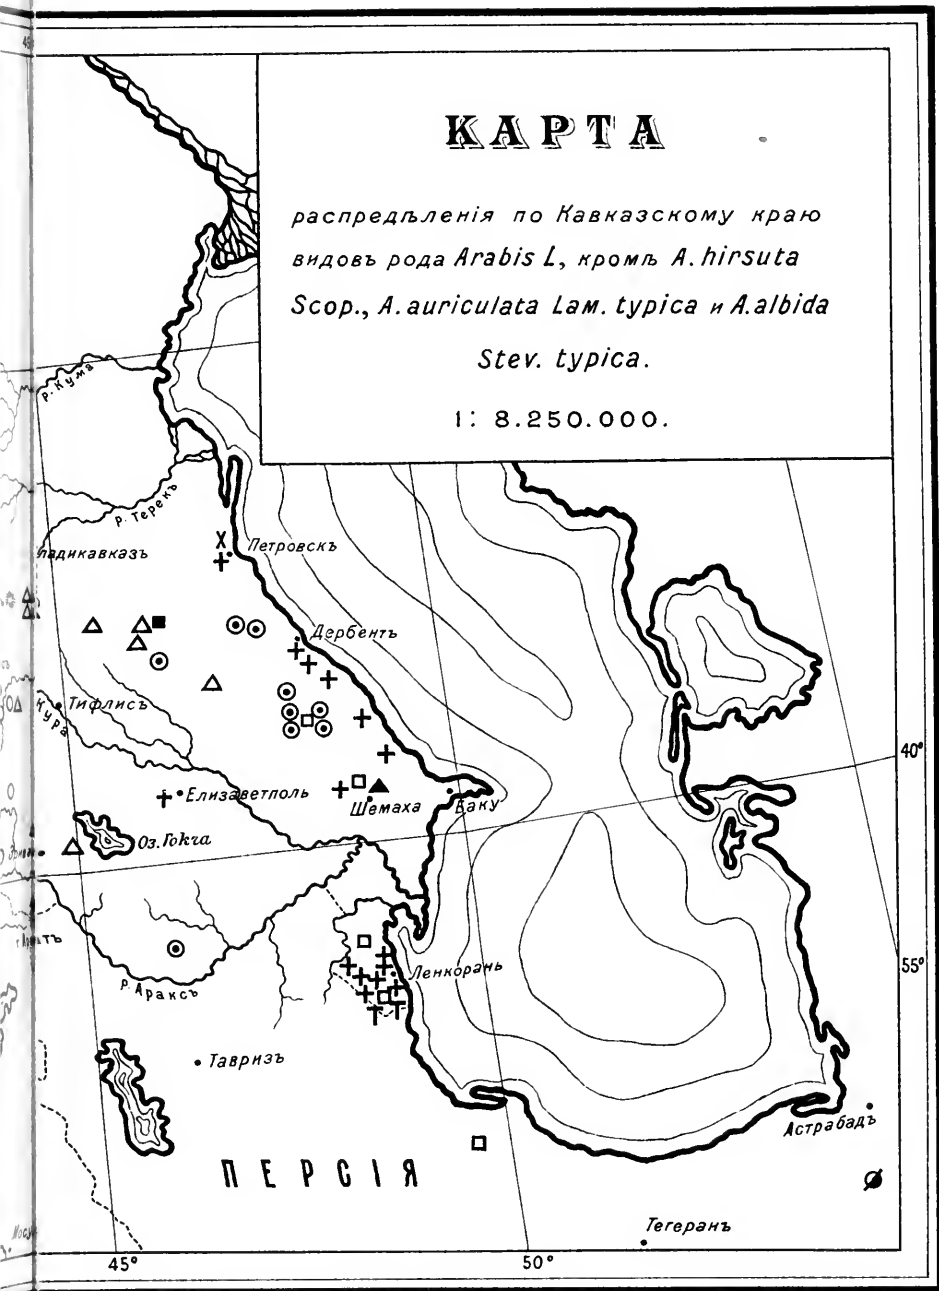 КАРТА
распредѣленія по Кавказскому краю
видовъ рода Arabis L., кромѣ A. hirsuta
Scop., A. auriculata Lam. typica и A. albida
Stev. typica.
1: 8.250.000.
р. Кума
р. Терекъ
X
Петровскъ
ладикавказъ
Дербентъ
Тифлисъ
Кура
40°
Елизаветполь
Шемаха
Баку
Оз. Гокча
Ленкорань
55°
р. Араксъ
Тавризъ
Астрабадъ
ПЕРСІЯ
Тегеранъ
45°
50°